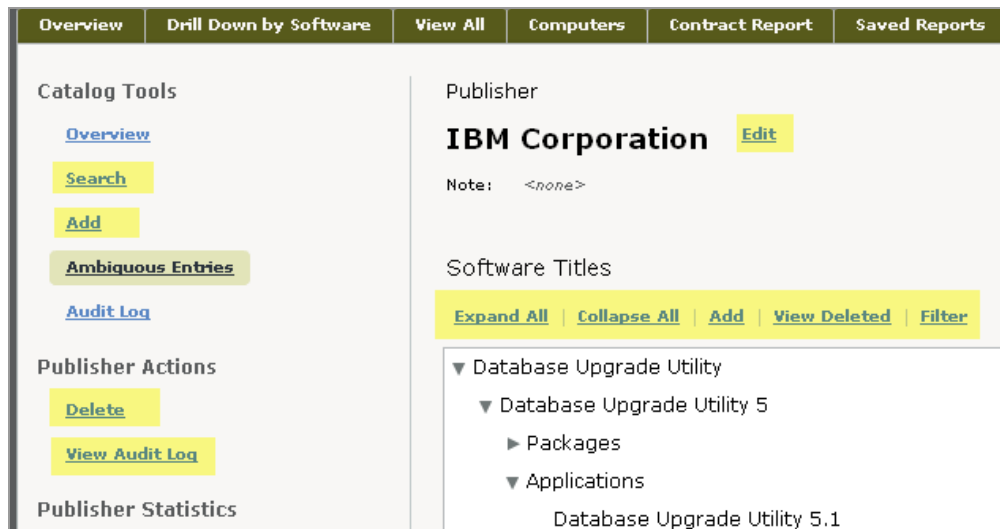 Overview Drill Down by Software View All Computers Contract Report Saved Reports
Catalog Tools
Overview
Search
Add
Ambiguous Entries
Audit Log
Publisher Actions
Delete
View Audit Log
Publisher Statistics
Publisher
IBM Corporation Edit
Note: <none>
Software Titles
Expand All | Collapse All | Add | View Deleted | Filter
Database Upgrade Utility
Database Upgrade Utility 5
Packages
Applications
Database Upgrade Utility 5.1